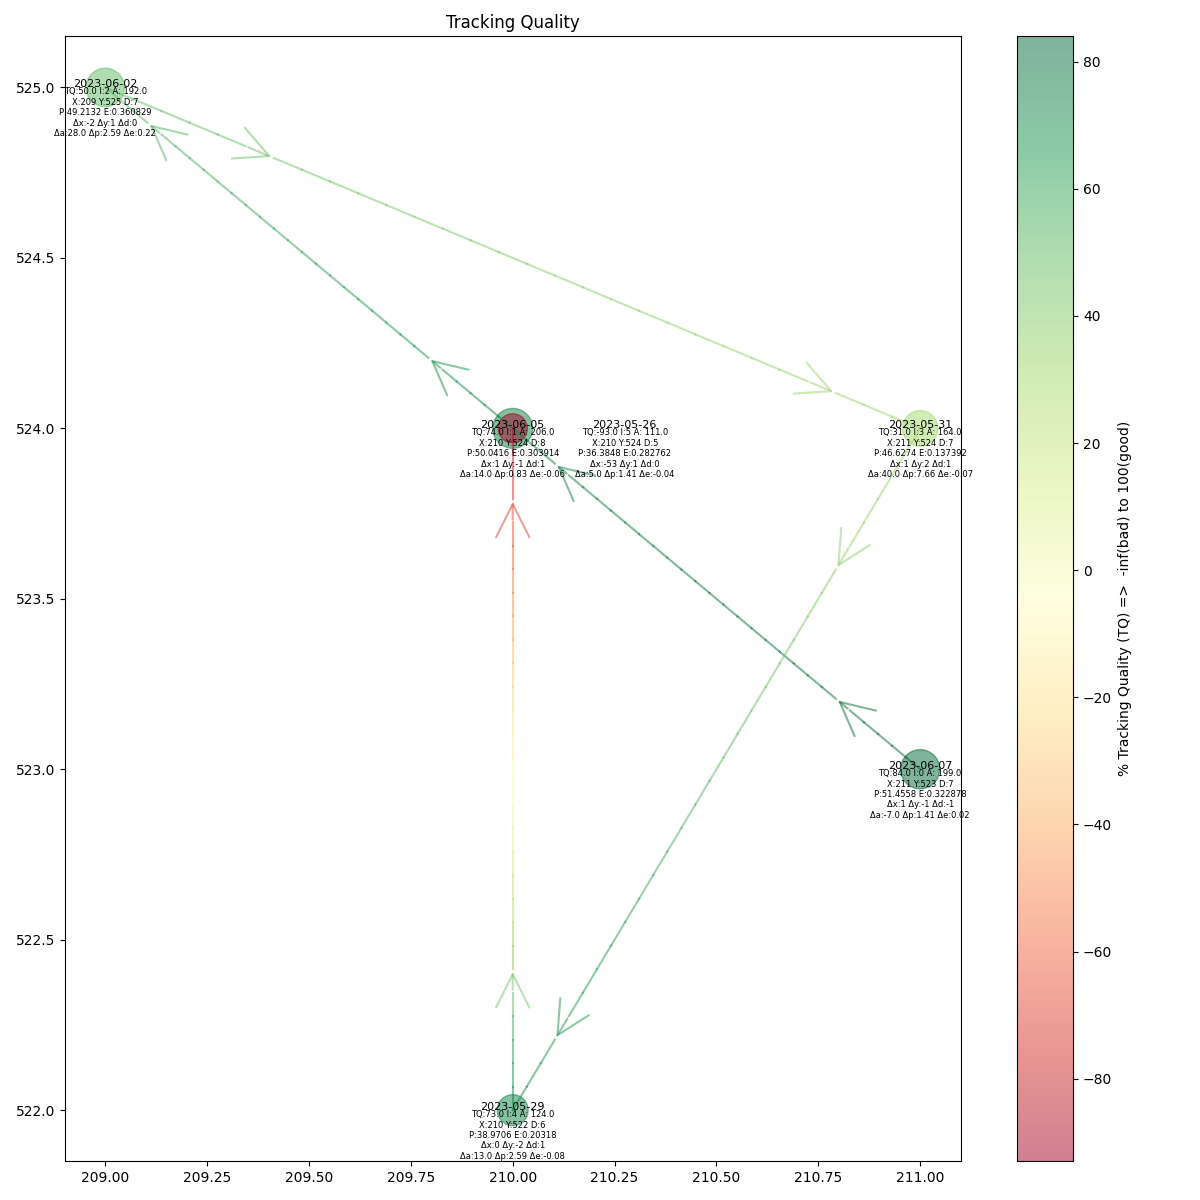 Tracking Quality
525.0
524.5
524.0
523.5
523.0
522.5
522.0
2023-06-02
TQ:50.0 I:2 A: 192.0
X:209 Y:525 D:7
P:49.2132 E:0.360829
Δx:-2 Δy:1 Δd:0
Δa:28.0 Δp:2.59 Δe:0.22
2023-06-05
TQ:74.0 I:1 A: 206.0
X:210 Y:524 D:8
P:50.0416 E:0.303914
Δx:1 Δy:-1 Δd:1
Δa:14.0 Δp:0.83 Δe:-0.06
2023-05-26
TQ:-93.0 I:5 A: 111.0
X:210 Y:524 D:5
P:36.3848 E:0.282762
Δx:-53 Δy:1 Δd:0
Δa:5.0 Δp:1.41 Δe:-0.04
2023-05-31
TQ:31.0 I:3 A: 164.0
X:211 Y:524 D:7
P:46.6274 E:0.137392
Δx:1 Δy:2 Δd:1
Δa:40.0 Δp:7.66 Δe:-0.07
2023-06-07
TQ:84.0 I:0 A: 199.0
X:211 Y:523 D:7
P:51.4558 E:0.322878
Δx:1 Δy:-1 Δd:-1
Δa:-7.0 Δp:1.41 Δe:0.02
2023-05-29
TQ:73.0 I:4 A: 124.0
X:210 Y:522 D:6
P:38.9706 E:0.20318
Δx:0 Δy:-2 Δd:1
Δa:13.0 Δp:2.59 Δe:-0.08
209.00 209.25 209.50 209.75 210.00 210.25 210.50 210.75 211.00
80
60
40
20
0
−20
−40
−60
−80
% Tracking Quality (TQ) => -inf(bad) to 100(good)